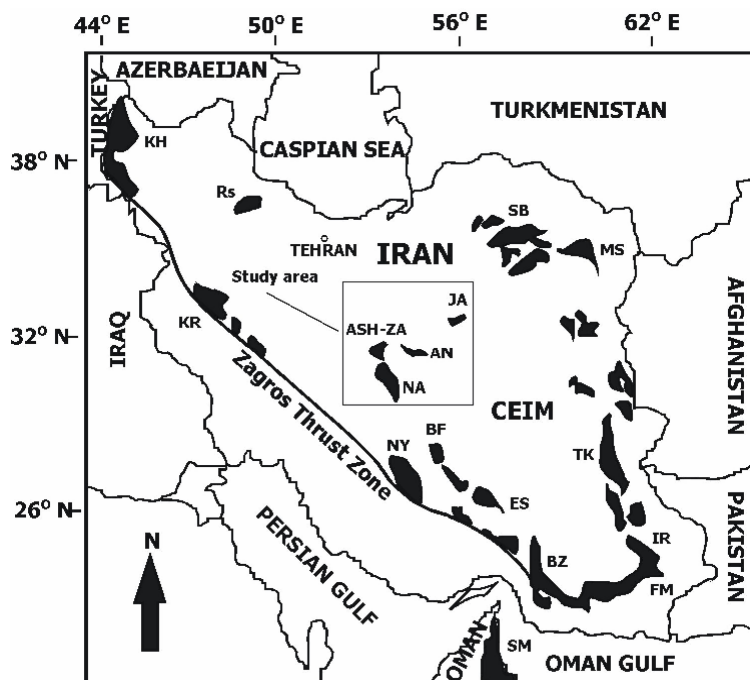 44° E 50° E 56° E 62° E
AZERBAEIJAN
TURKEY
TURKMENISTAN
KH
CASPIAN SEA
38° N
Rs
SB
TEHRAN
IRAN
MS
Study area
JA
AFGHANISTAN
KR
ASH-ZA
32° N
IRAQ
AN
NA
Zagros Thrust Zone
CEIM
BF
NY
TK
ES
26° N
PAKISTAN
PERSIAN GULF
N
IR
BZ
FM
OMAN
SM
OMAN GULF